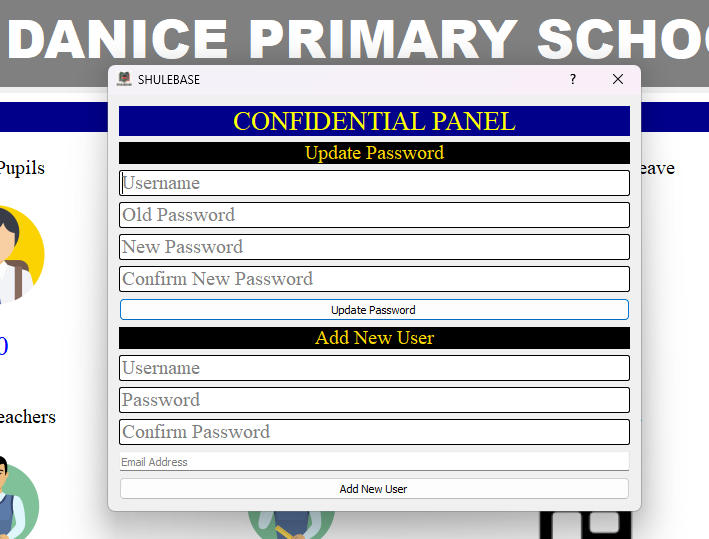 DANICE PRIMARY SCHO
SHULEBASE
?
CONFIDENTIAL PANEL
Update Password
Pupils
eave
Username
Old Password
New Password
Confirm New Password
Update Password
Add New User
0
Username
Password
eachers
Confirm Password
Email Address
Add New User